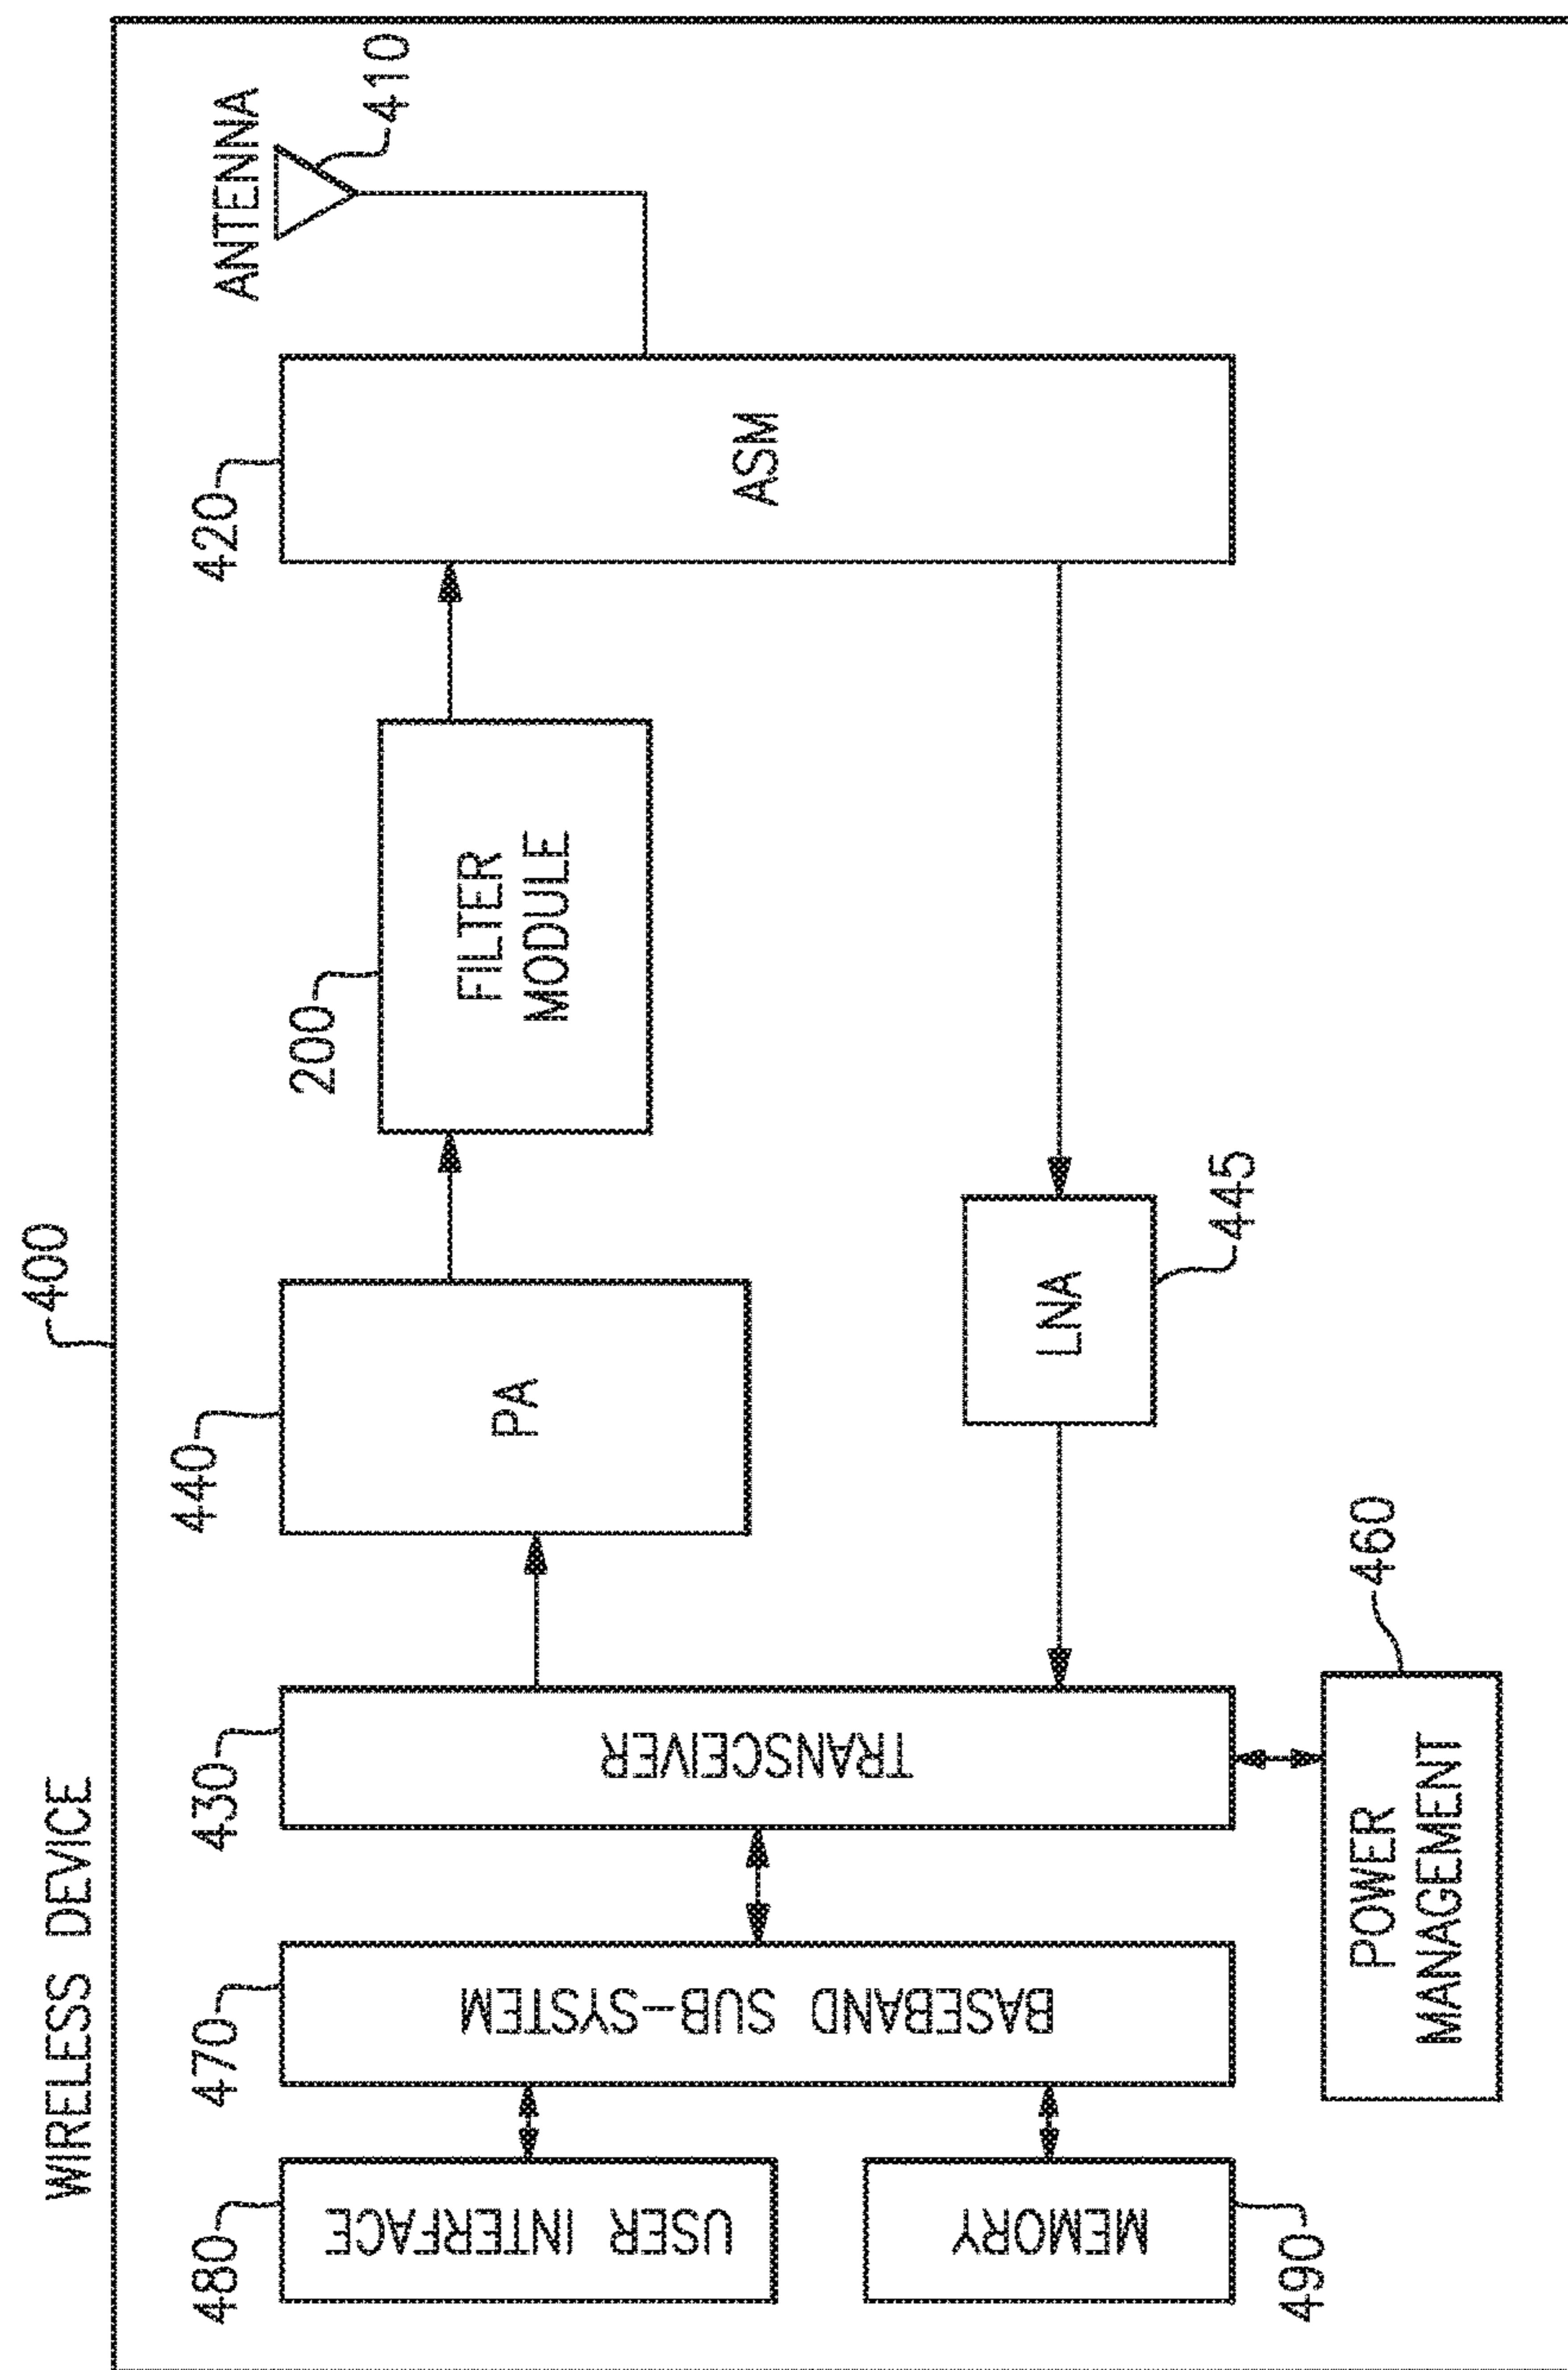 WIRELESS DEVICE
400
480
USER INTERFACE
470
BASEBAND SUB-SYSTEM
430
TRANSCEIVER
440
PA
200
FILTER
MODULE
420
ASM
ANTENNA
410
MEMORY
490
POWER
MANAGEMENT
460
LNA
445